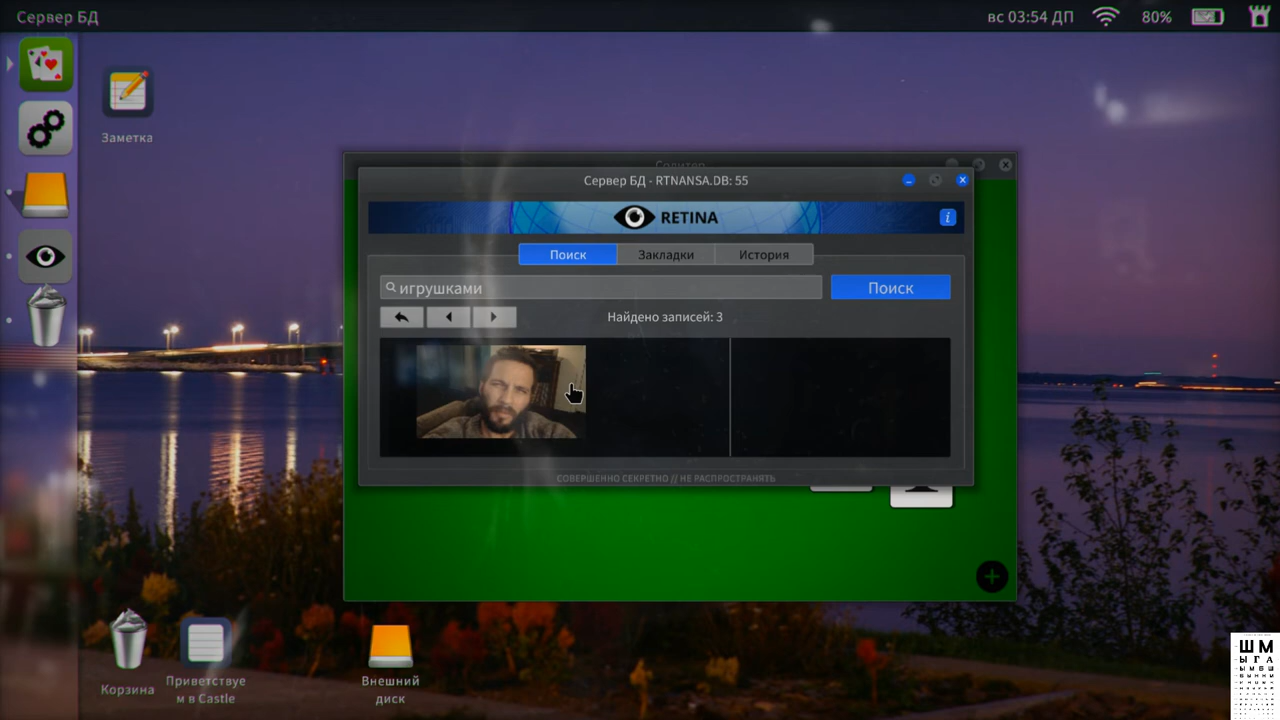 Сервер БД
вс 03:54 ДП
80%
Заметка
Солитер
Сервер БД - RTNANSA.DB: 55
RETINA
i
Поиск
Закладки
История
игрушками
Поиск
Найдено записей: 3
СОВЕРШЕННО СЕКРЕТНО // НЕ РАСПРОСТРАНЯТЬ
Корзина
Приветствуе
м в Castle
Внешний
диск
Ш М
Ы Г А